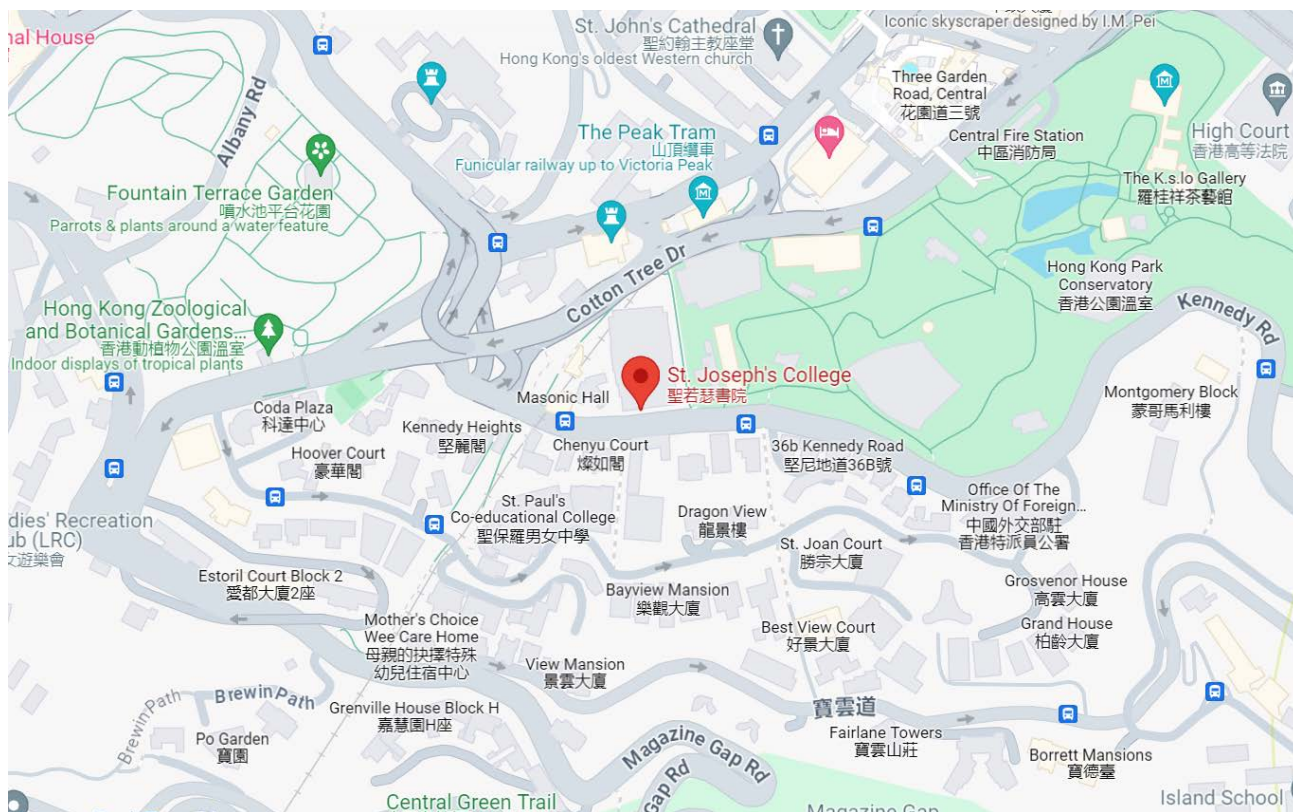 nal House
St. John's Cathedral
聖約翰主教座堂
Hong Kong's oldest Western church
Iconic skyscraper designed by I.M. Pei
Three Garden
Road, Central
花園道三號
Central Fire Station
中區消防局
High Court
香港高等法院
The K.s.lo Gallery
羅桂祥茶藝館
Albany Rd
The Peak Tram
山頂纜車
Funicular railway up to Victoria Peak
Fountain Terrace Garden
噴水池平台花園
Parrots & plants around a water feature
Cotton Tree Dr
Hong Kong Park
Conservatory
香港公園溫室
Kennedy Rd
Hong Kong Zoological
and Botanical Gardens...
香港動植物公園溫室
Indoor displays of tropical plants
St. Joseph's College
聖若瑟書院
Masonic Hall
Montgomery Block
蒙哥馬利樓
Coda Plaza
科達中心
Kennedy Heights
堅麗閣
Hoover Court
豪華閣
Chenyu Court
燦如閣
36b Kennedy Road
堅尼地道36B號
St. Paul's
Co-educational College
聖保羅男女中學
Dragon View
龍景樓
Office Of The
Ministry Of Foreign...
中國外交部駐
香港特派員公署
dies' Recreation
ub (LRC)
女遊樂會
St. Joan Court
勝宗大廈
Estoril Court Block 2
愛都大廈2座
Bayview Mansion
樂觀大廈
Grosvenor House
高雲大廈
Grand House
柏齡大廈
Mother's Choice
Wee Care Home
母親的抉擇特殊
幼兒住宿中心
Best View Court
好景大廈
View Mansion
景雲大廈
Brewin Path
Brewin Path
Grenville House Block H
嘉慧園H座
寶雲道
Po Garden
寶園
Fairlane Towers
寶雲山莊
Borrett Mansions
寶德臺
Magazine Gap Rd
Gap Rd
Central Green Trail
Magazine Gap
Island School